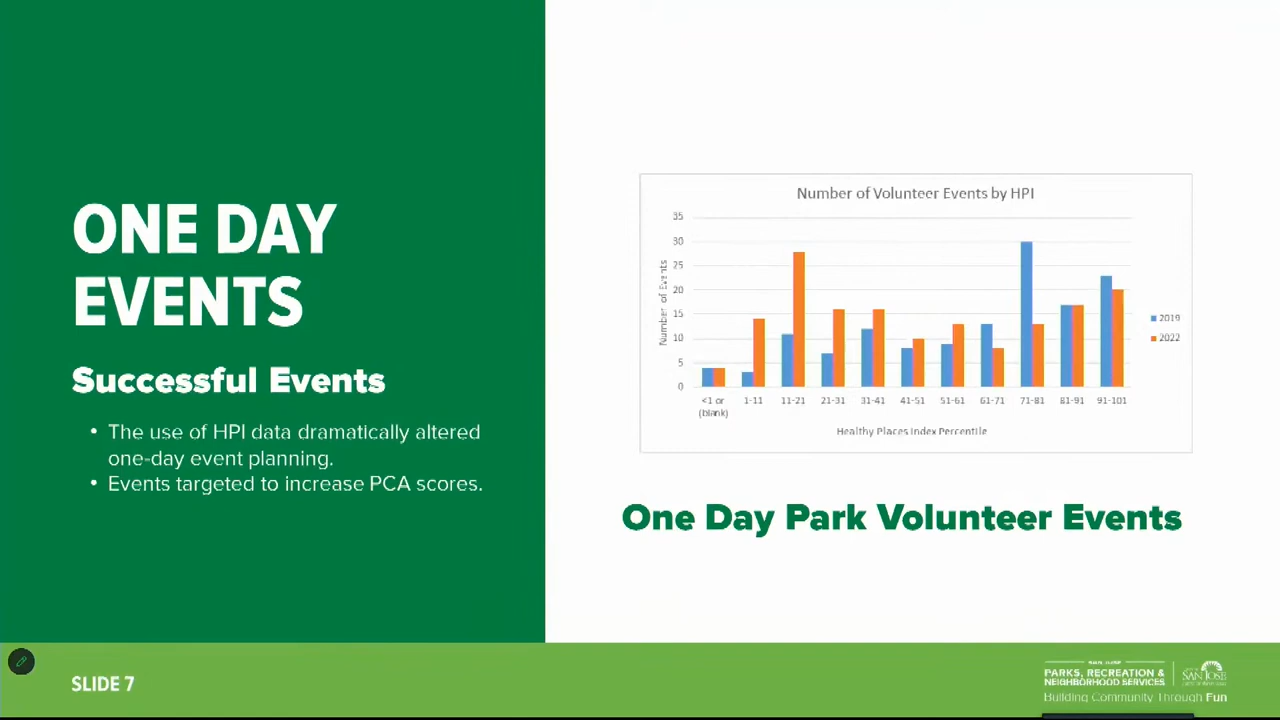 ONE DAY
EVENTS
Successful Events
• The use of HPI data dramatically altered
one-day event planning.
• Events targeted to increase PCA scores.
Number of Volunteer Events by HPI
35
30
25
20
15
10
5
0
Number of Events
<1 or
(blank)
1-11
11-21
21-31
31-41
41-51
51-61
61-71
71-81
81-91
91-101
Healthy Places Index Percentile
2019
2022
One Day Park Volunteer Events
SLIDE 7
SAN JOSE
PARKS, RECREATION &
NEIGHBORHOOD SERVICES
Building Community Through Fun
SAN JOSE